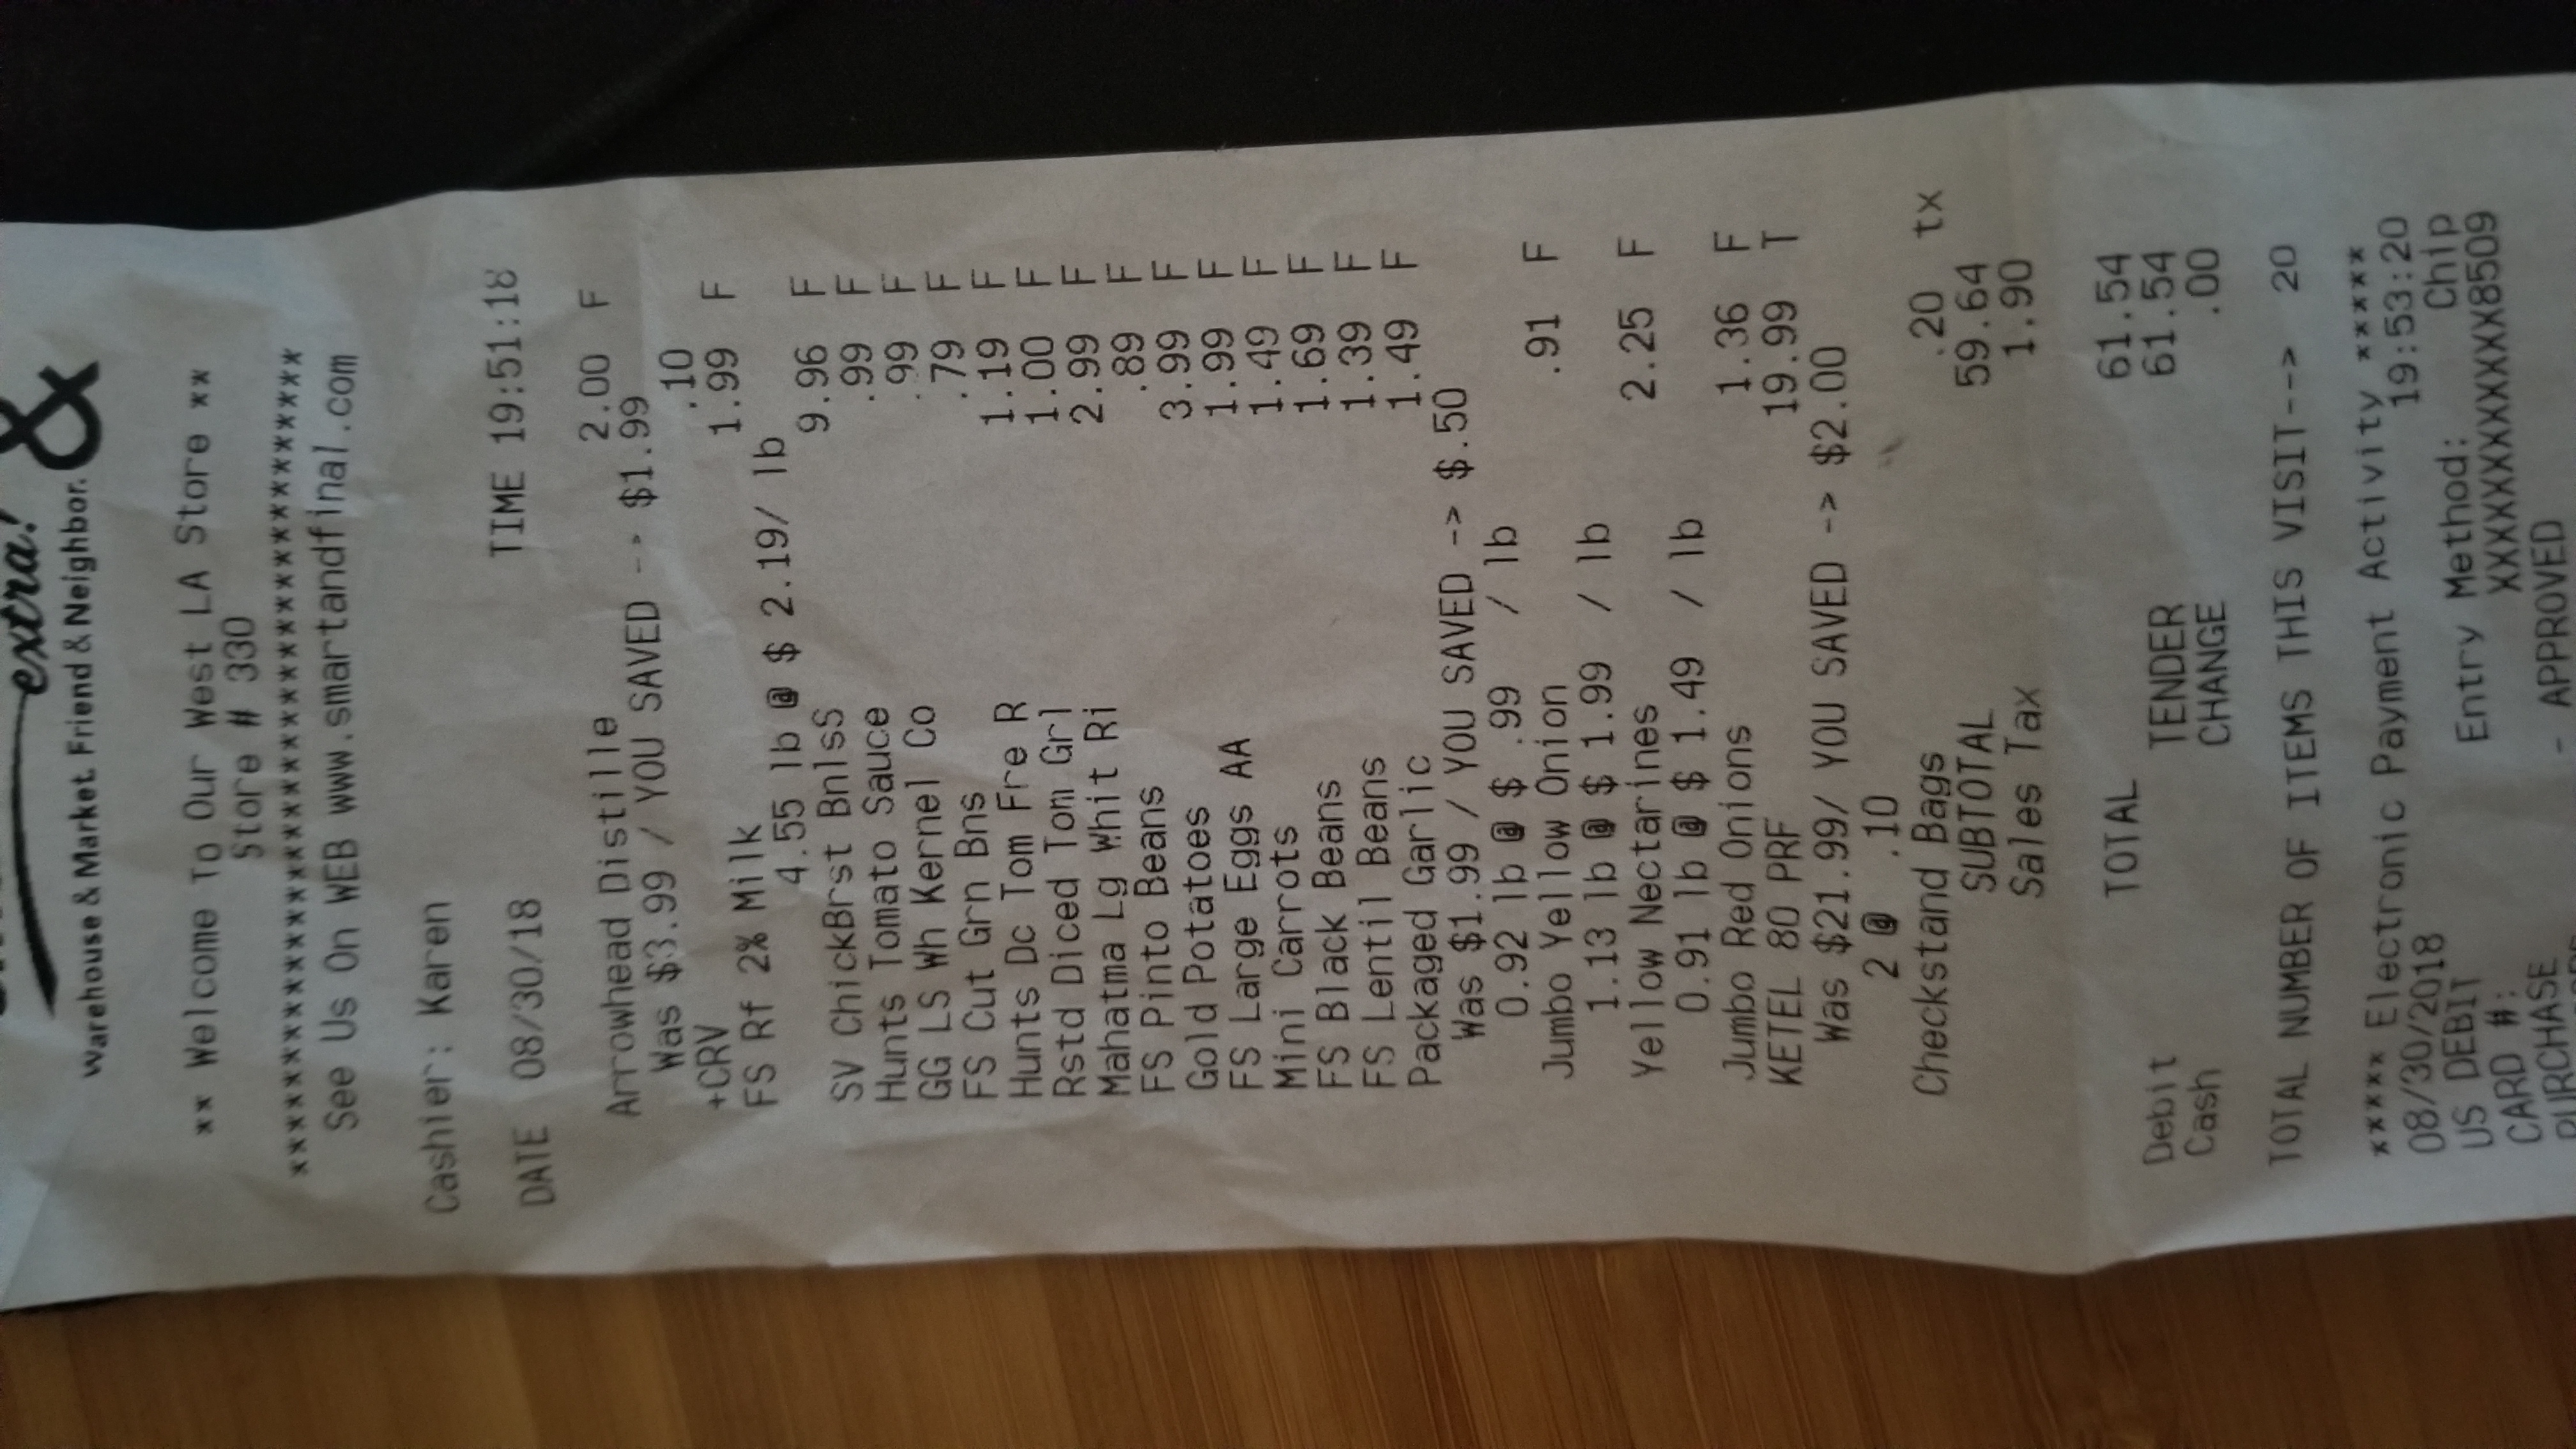 extra!
&
Warehouse & Market. Friend & Neighbor.
** Welcome To Our West LA Store **
Store # 330
*************************************
See Us On WEB www.smartandfinal.com
Cashier: Karen
DATE 08/30/18 TIME 19:51:18
Arrowhead Distille 2.00 F
Was $3.99 / YOU SAVED -> $1.99
+CRV .10
FS Rf 2% Milk 1.99 F
4.55 lb @ $ 2.19/ lb
SV ChickBrst BnlsS 9.96 F
Hunts Tomato Sauce .99 F
GG LS Wh Kernel Co .99 F
FS Cut Grn Bns .79 F
Hunts Dc Tom Fre R 1.19 F
Rstd Diced Tom Grl 1.00 F
Mahatma Lg Whit Ri 2.99 F
FS Pinto Beans .89 F
Gold Potatoes 3.99 F
FS Large Eggs AA 1.99 F
Mini Carrots 1.49 F
FS Black Beans 1.69 F
FS Lentil Beans 1.39 F
Packaged Garlic 1.49 F
Was $1.99 / YOU SAVED -> $.50
0.92 lb @ $ .99 / lb
Jumbo Yellow Onion .91 F
1.13 lb @ $ 1.99 / lb
Yellow Nectarines 2.25 F
0.91 lb @ $ 1.49 / lb
Jumbo Red Onions 1.36 F
KETEL 80 PRF 19.99 T
Was $21.99/ YOU SAVED -> $2.00
2 @ .10
Checkstand Bags .20 tx
SUBTOTAL 59.64
Sales Tax 1.90
TOTAL 61.54
Debit TENDER 61.54
Cash CHANGE .00
TOTAL NUMBER OF ITEMS THIS VISIT--> 20
***** Electronic Payment Activity *****
08/30/2018 19:53:20
US DEBIT Entry Method: Chip
CARD #: XXXXXXXXXXXX8509
PURCHASE - APPROVED